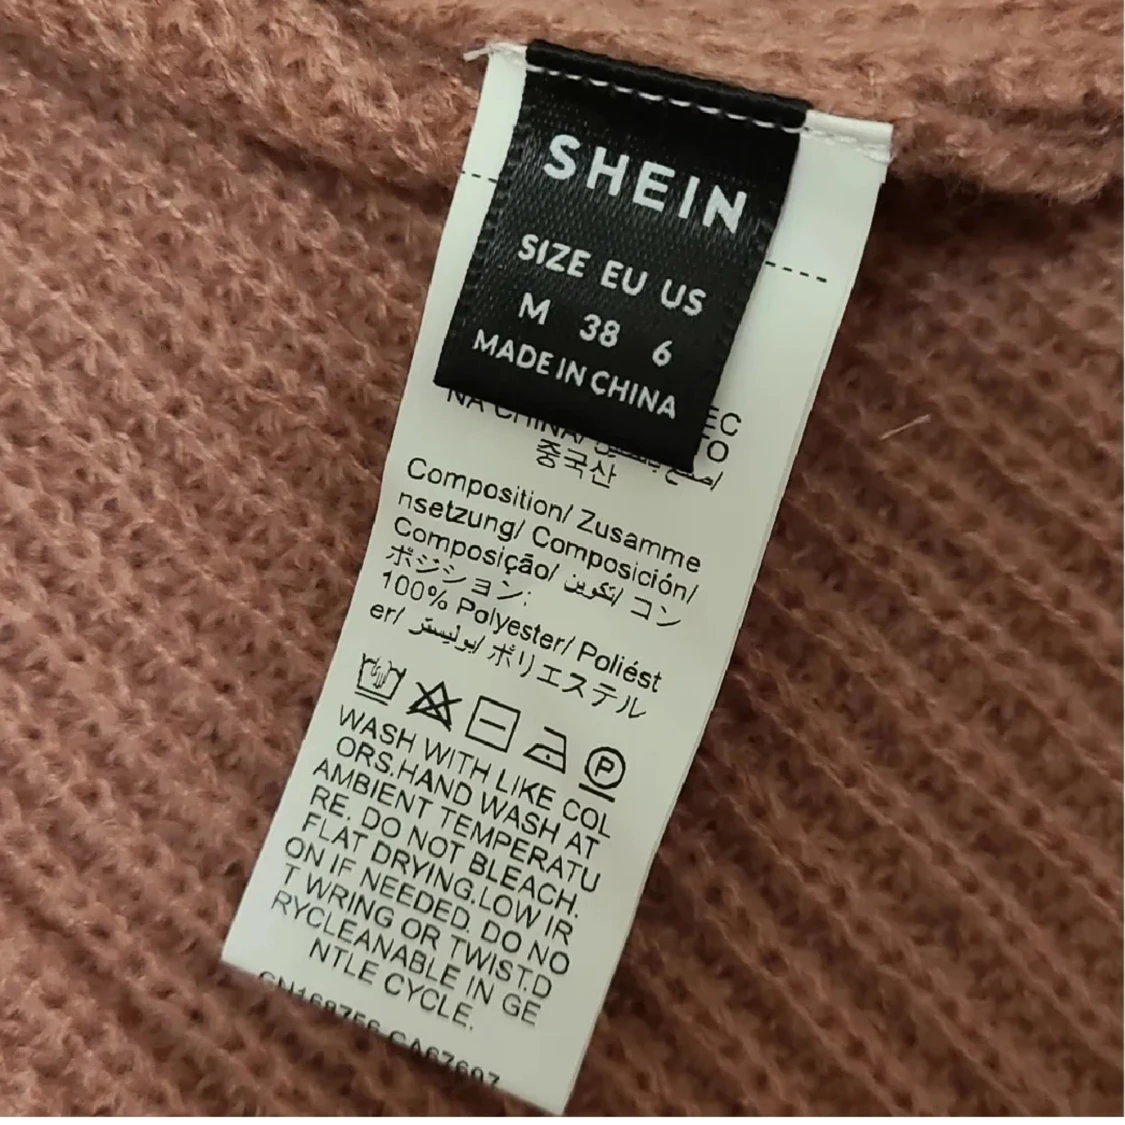 SHEIN
SIZE EU US
M 38 6
MADE IN CHINA
중국산
Composition/ Zusamme
nsetzung/ Composición/
Composição/ تكوين/ コン
ポジション:
100% Polyester/ Poliést
er/ بوليستر/ ポリエステル
P
WASH WITH LIKE COL
ORS.HAND WASH AT
AMBIENT TEMPERATU
RE. DO NOT BLEACH.
FLAT DRYING.LOW IR
ON IF NEEDED. DO NO
T WRING OR TWIST.D
RYCLEANABLE IN GE
NTLE CYCLE.